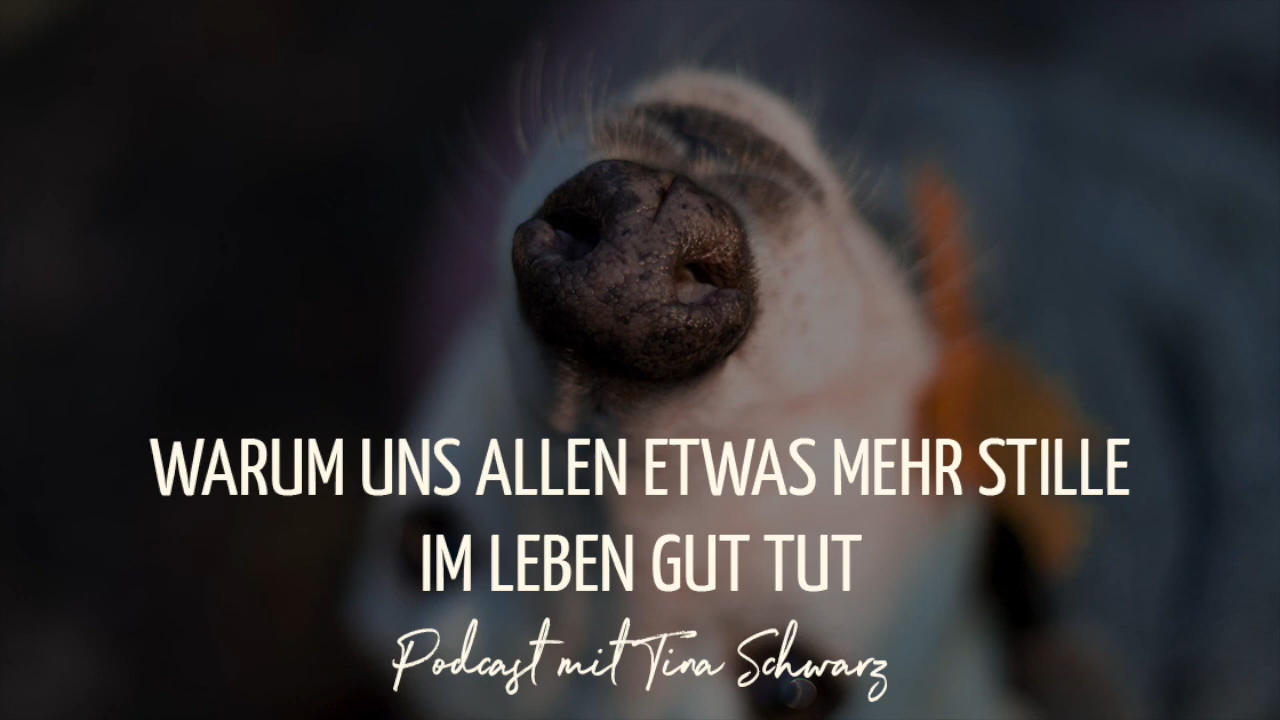 WARUM UNS ALLEN ETWAS MEHR STILLE
IM LEBEN GUT TUT
Podcast mit Tina Schwarz